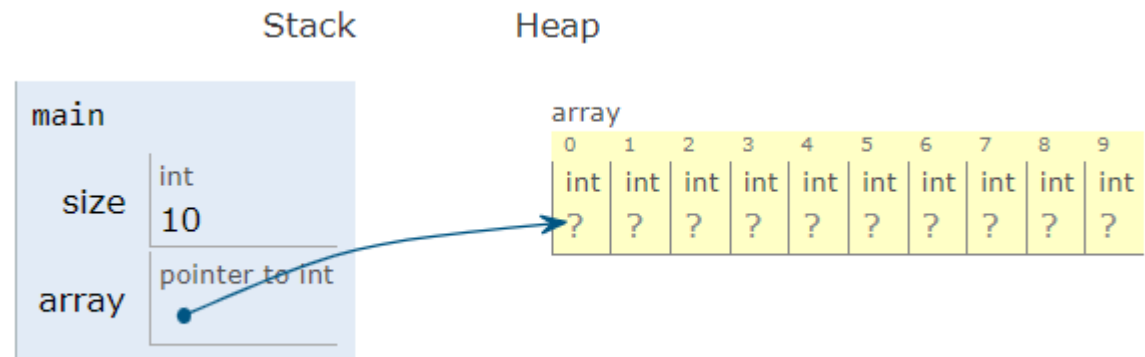 Stack Heap
main
array
0 1 2 3 4 5 6 7 8 9
int int int int int int int int int int
? ? ? ? ? ? ? ? ? ?
size int
10
array pointer to int